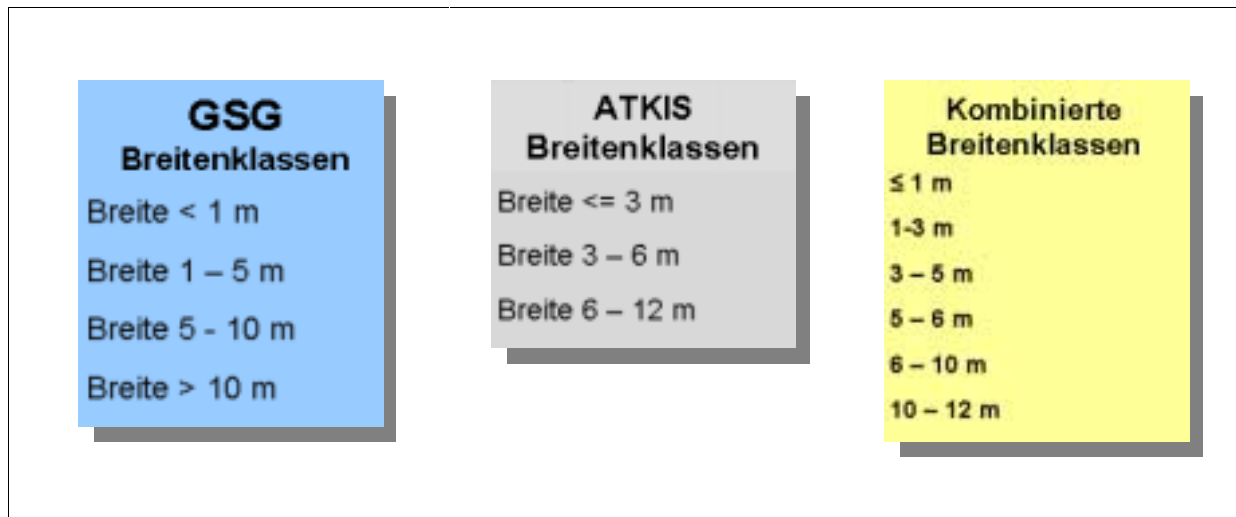 GSG
Breitenklassen
Breite < 1 m
Breite 1 – 5 m
Breite 5 - 10 m
Breite > 10 m
ATKIS
Breitenklassen
Breite <= 3 m
Breite 3 – 6 m
Breite 6 – 12 m
Kombinierte
Breitenklassen
≤ 1 m
1-3 m
3 – 5 m
5 – 6 m
6 – 10 m
10 – 12 m